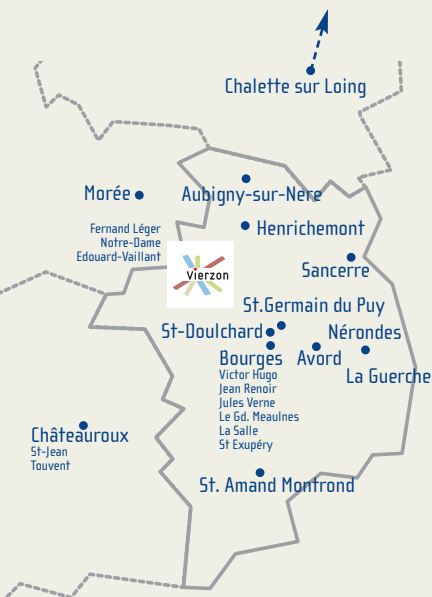 Chalette sur Loing
Morée
Aubigny-sur-Nere
Fernand Léger
Notre-Dame
Edouard-Vaillant
Henrichemont
Vierzon
Sancerre
St.Germain du Puy
St-Doulchard
Nérondes
Bourges
Avord
La Guerche
Victor Hugo
Jean Renoir
Jules Verne
Le Gd. Meaulnes
La Salle
St Exupéry
Châteauroux
St-Jean
Touvent
St. Amand Montrond